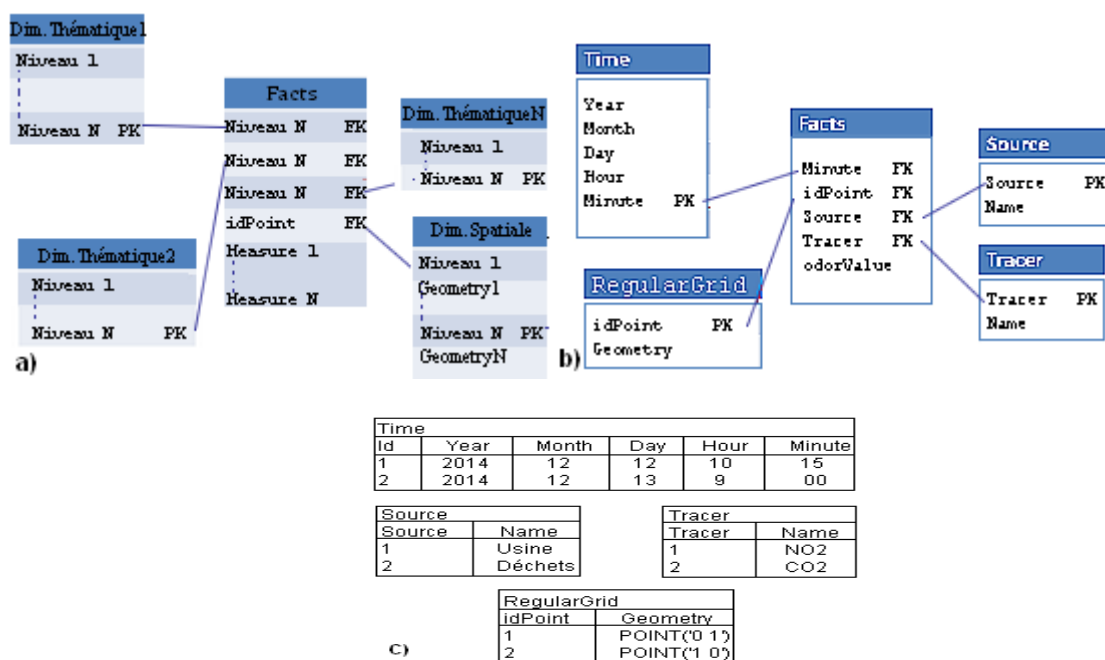 Dim. Thématique1
Niveau 1
Niveau N PK
Facts
Niveau N FK
Niveau N FK
Niveau N FK
idPoint FK
Measure 1
Measure N
Dim. ThématiqueN
Niveau 1
Niveau N PK
Dim. Thématique2
Niveau 1
Niveau N PK
Dim. Spatiale
Niveau 1
Geometry1
Niveau N PK
GeometryN
a)
Time
Year
Month
Day
Hour
Minute PK
Facts
Minute FK
idPoint FK
Source FK
Tracer FK
odorValue
Source
Source PK
Name
RegularGrid
idPoint PK
Geometry
Tracer
Tracer PK
Name
b)
Time
Id Year Month Day Hour Minute
1 2014 12 12 10 15
2 2014 12 13 9 00
Source
Source Name
1 Usine
2 Déchets
Tracer
Tracer Name
1 NO2
2 CO2
RegularGrid
idPoint Geometry
1 POINT('0 1')
2 POINT('1 0')
c)